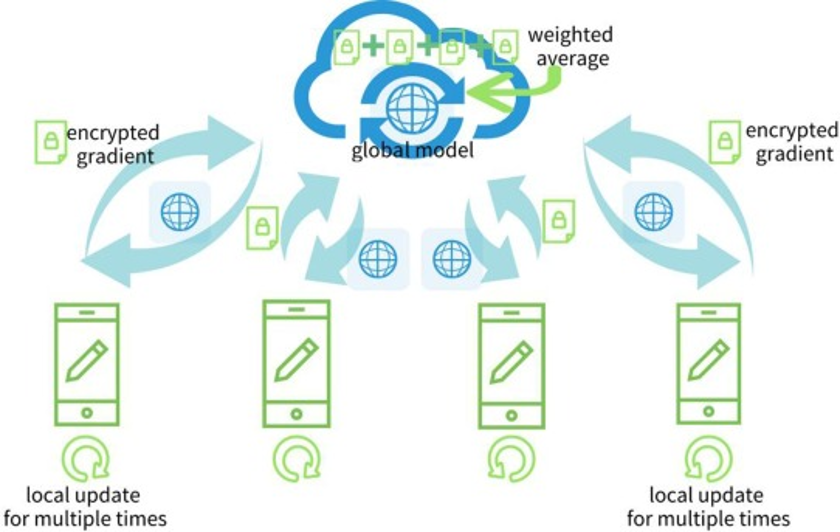 weighted
average
global model
encrypted
gradient
encrypted
gradient
local update
for multiple times
local update
for multiple times